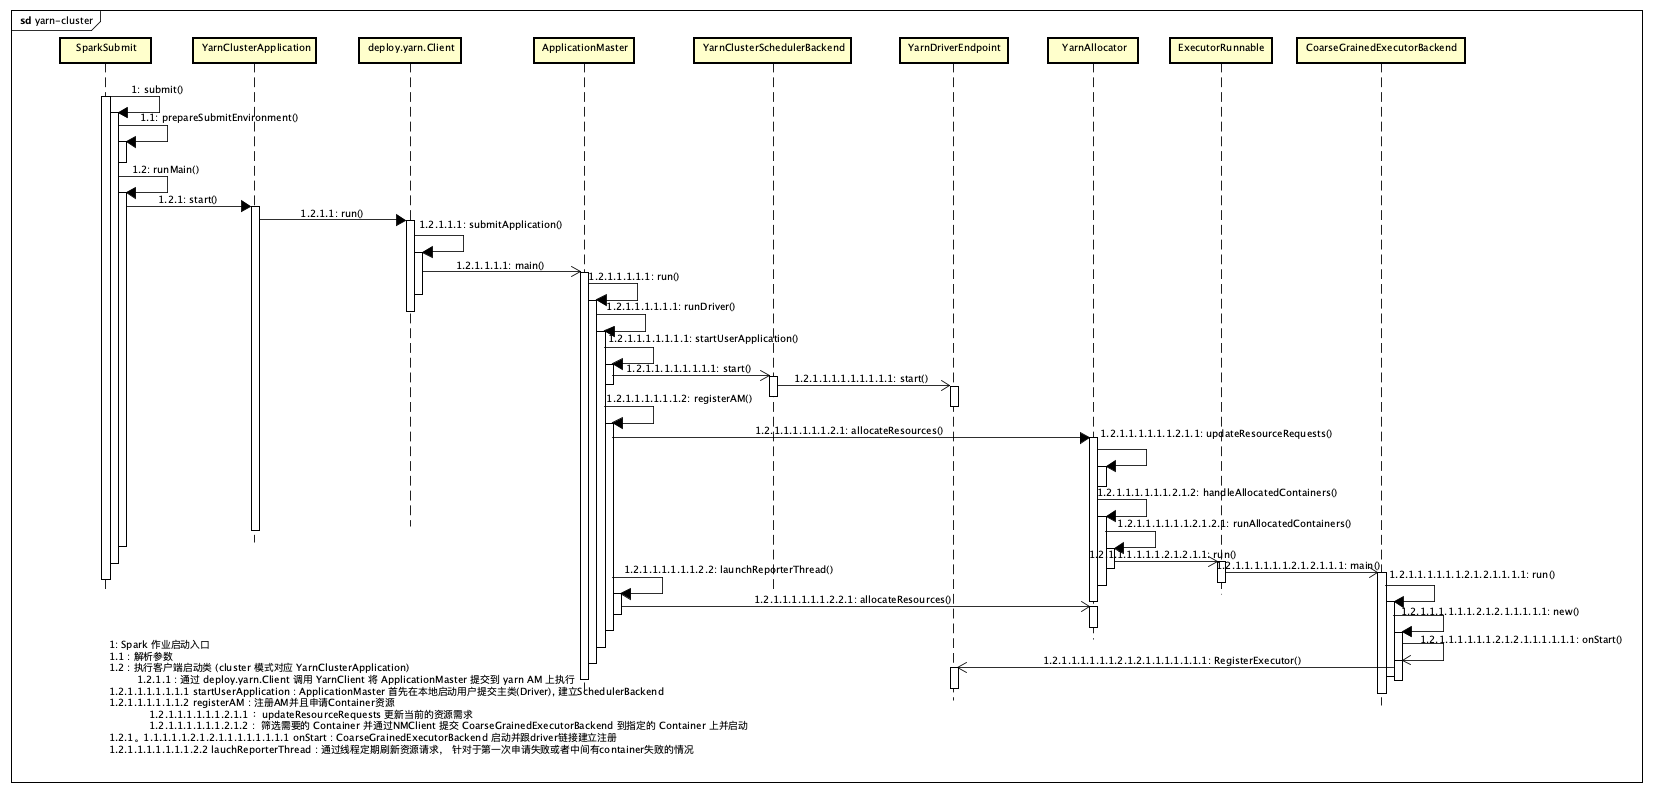 sd yarn-cluster
SparkSubmit
YarnClusterApplication
deploy.yarn.Client
ApplicationMaster
YarnClusterSchedulerBackend
YarnDriverEndpoint
YarnAllocator
ExecutorRunnable
CoarseGrainedExecutorBackend
1: submit()
1.1: prepareSubmitEnvironment()
1.2: runMain()
1.2.1: start()
1.2.1.1: run()
1.2.1.1.1: submitApplication()
1.2.1.1.1.1: main()
1.2.1.1.1.1.1: run()
1.2.1.1.1.1.1.1: runDriver()
1.2.1.1.1.1.1.1.1: startUserApplication()
1.2.1.1.1.1.1.1.1.1: start()
1.2.1.1.1.1.1.1.1.1.1: start()
1.2.1.1.1.1.1.1.2: registerAM()
1.2.1.1.1.1.1.1.2.1: allocateResources()
1.2.1.1.1.1.1.1.2.1.1: updateResourceRequests()
1.2.1.1.1.1.1.1.2.1.2: handleAllocatedContainers()
1.2.1.1.1.1.1.1.2.1.2.1: runAllocatedContainers()
1.2.1.1.1.1.1.1.2.1.2.1.1: run()
1.2.1.1.1.1.1.1.2.1.2.1.1.1: main()
1.2.1.1.1.1.1.1.2.1.2.1.1.1.1: run()
1.2.1.1.1.1.1.1.2.1.2.1.1.1.1.1: new()
1.2.1.1.1.1.1.1.2.1.2.1.1.1.1.1.1: onStart()
1.2.1.1.1.1.1.1.2.1.2.1.1.1.1.1.1.1: RegisterExecutor()
1.2.1.1.1.1.1.1.2.2: launchReporterThread()
1.2.1.1.1.1.1.1.2.2.1: allocateResources()
1: Spark 作业启动入口
1.1 : 解析参数
1.2 : 执行客户端启动类 (cluster 模式对应 YarnClusterApplication)
1.2.1.1 : 通过 deploy.yarn.Client 调用 YarnClient 将 ApplicationMaster 提交到 yarn AM 上执行
1.2.1.1.1.1.1.1.1 startUserApplication : ApplicationMaster 首先在本地启动用户提交主类(Driver), 建立SchedulerBackend
1.2.1.1.1.1.1.1.2 registerAM : 注册AM并且申请Container资源
1.2.1.1.1.1.1.1.2.1.1 : updateResourceRequests 更新当前的资源需求
1.2.1.1.1.1.1.1.2.1.2 : 筛选需要的 Container 并通过NMClient 提交 CoarseGrainedExecutorBackend 到指定的 Container 上并启动
1.2.1。1.1.1.1.1.2.1.2.1.1.1.1.1.1.1 onStart : CoarseGrainedExecutorBackend 启动并跟driver链接建立注册
1.2.1.1.1.1.1.1.1.2.2 lauchReporterThread : 通过线程定期刷新资源请求， 针对于第一次申请失败或者中间有container失败的情况